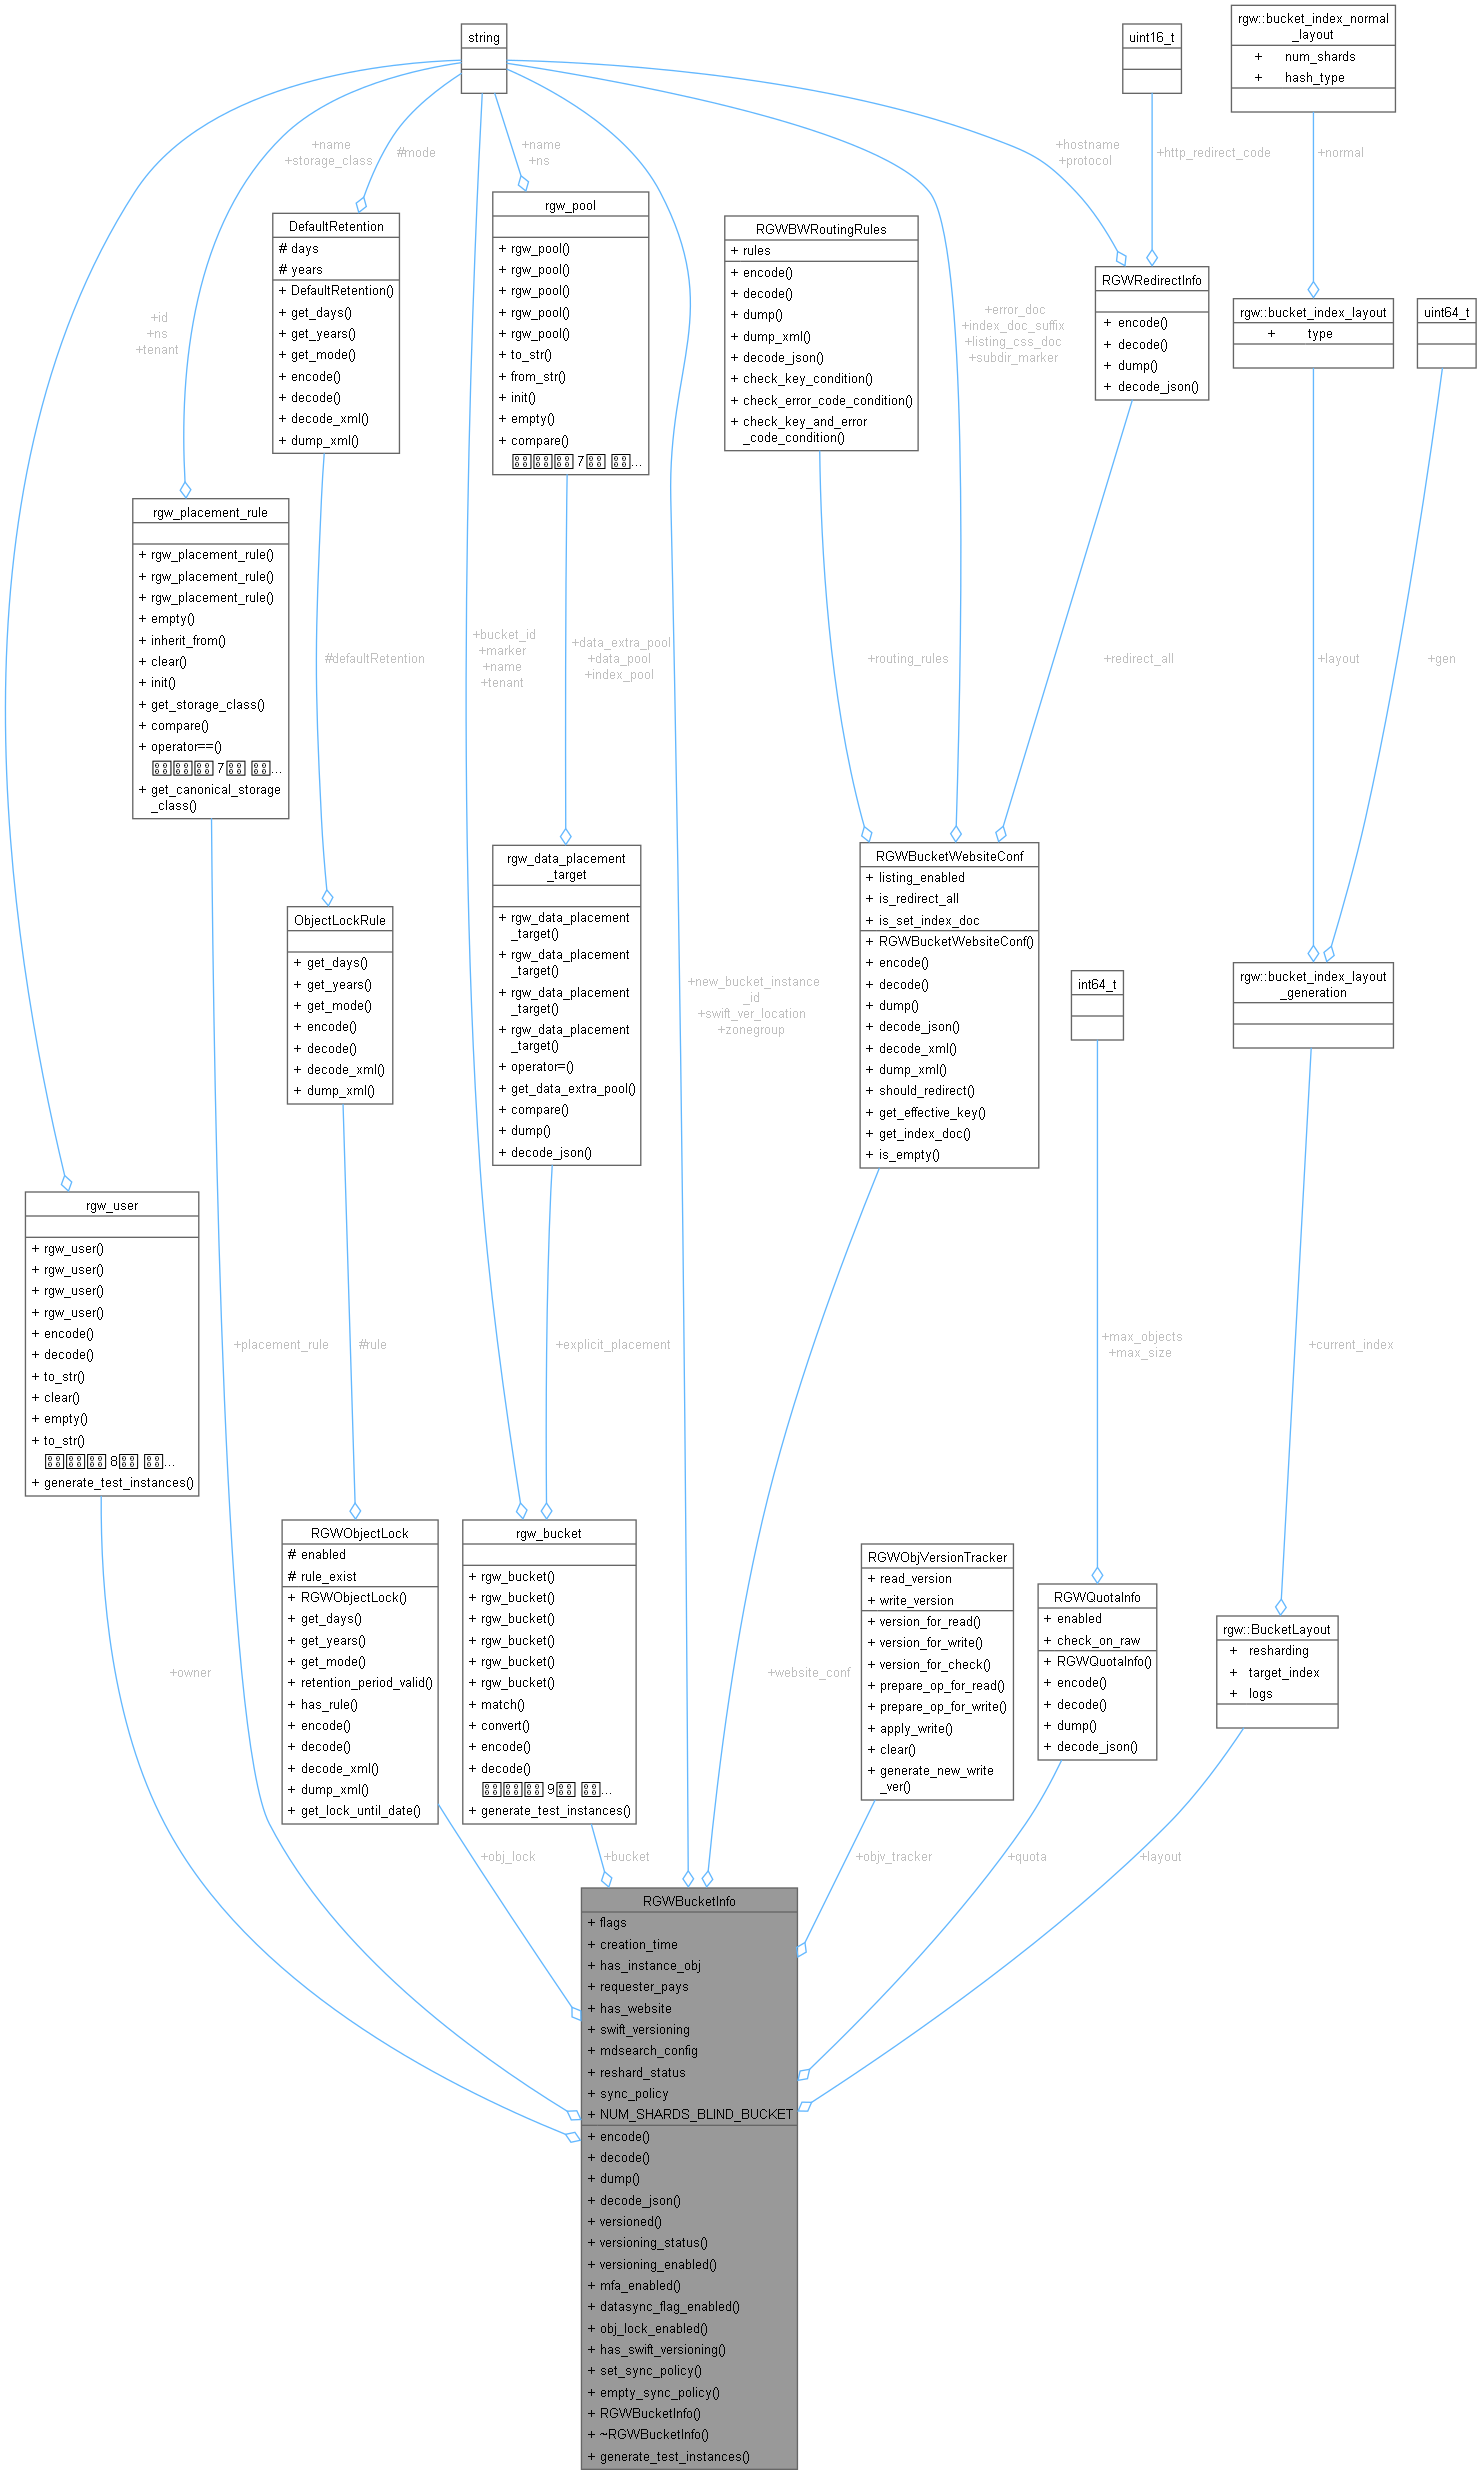 string
uint16_t
rgw::bucket_index_normal
_layout
+ num_shards
+ hash_type
+name
+storage_class
#mode
+name
+ns
+hostname
+protocol
+http_redirect_code
+normal
DefaultRetention
# days
# years
+ DefaultRetention()
+ get_days()
+ get_years()
+ get_mode()
+ encode()
+ decode()
+ decode_xml()
+ dump_xml()
rgw_pool
+ rgw_pool()
+ rgw_pool()
+ rgw_pool()
+ rgw_pool()
+ rgw_pool()
+ to_str()
+ from_str()
+ init()
+ empty()
+ compare()
7
...
RGWBWRoutingRules
+ rules
+ encode()
+ decode()
+ dump()
+ dump_xml()
+ decode_json()
+ check_key_condition()
+ check_error_code_condition()
+ check_key_and_error
_code_condition()
+error_doc
+index_doc_suffix
+listing_css_doc
+subdir_marker
RGWRedirectInfo
+ encode()
+ decode()
+ dump()
+ decode_json()
rgw::bucket_index_layout
+ type
uint64_t
+id
+ns
+tenant
rgw_placement_rule
+ rgw_placement_rule()
+ rgw_placement_rule()
+ rgw_placement_rule()
+ empty()
+ inherit_from()
+ clear()
+ init()
+ get_storage_class()
+ compare()
+ operator==()
7
...
+ get_canonical_storage
_class()
#defaultRetention
+bucket_id
+marker
+name
+tenant
+data_extra_pool
+data_pool
+index_pool
+routing_rules
+redirect_all
+layout
+gen
ObjectLockRule
+ get_days()
+ get_years()
+ get_mode()
+ encode()
+ decode()
+ decode_xml()
+ dump_xml()
rgw_data_placement
_target
+ rgw_data_placement
_target()
+ rgw_data_placement
_target()
+ rgw_data_placement
_target()
+ rgw_data_placement
_target()
+ operator=()
+ get_data_extra_pool()
+ compare()
+ dump()
+ decode_json()
+new_bucket_instance
_id
+swift_ver_location
+zonegroup
RGWBucketWebsiteConf
+ listing_enabled
+ is_redirect_all
+ is_set_index_doc
+ RGWBucketWebsiteConf()
+ encode()
+ decode()
+ dump()
+ decode_json()
+ decode_xml()
+ dump_xml()
+ should_redirect()
+ get_effective_key()
+ get_index_doc()
+ is_empty()
int64_t
rgw::bucket_index_layout
_generation
rgw_user
+ rgw_user()
+ rgw_user()
+ rgw_user()
+ rgw_user()
+ encode()
+ decode()
+ to_str()
+ clear()
+ empty()
+ to_str()
8
...
+ generate_test_instances()
+placement_rule
#rule
+explicit_placement
+max_objects
+max_size
+current_index
RGWObjectLock
# enabled
# rule_exist
+ RGWObjectLock()
+ get_days()
+ get_years()
+ get_mode()
+ retention_period_valid()
+ has_rule()
+ encode()
+ decode()
+ decode_xml()
+ dump_xml()
+ get_lock_until_date()
rgw_bucket
+ rgw_bucket()
+ rgw_bucket()
+ rgw_bucket()
+ rgw_bucket()
+ rgw_bucket()
+ rgw_bucket()
+ match()
+ convert()
+ encode()
+ decode()
9
...
+ generate_test_instances()
+website_conf
RGWObjVersionTracker
+ read_version
+ write_version
+ version_for_read()
+ version_for_write()
+ version_for_check()
+ prepare_op_for_read()
+ prepare_op_for_write()
+ apply_write()
+ clear()
+ generate_new_write
_ver()
RGWQuotaInfo
+ enabled
+ check_on_raw
+ RGWQuotaInfo()
+ encode()
+ decode()
+ dump()
+ decode_json()
rgw::BucketLayout
+ resharding
+ target_index
+ logs
+owner
+obj_lock
+bucket
+objv_tracker
+quota
+layout
RGWBucketInfo
+ flags
+ creation_time
+ has_instance_obj
+ requester_pays
+ has_website
+ swift_versioning
+ mdsearch_config
+ reshard_status
+ sync_policy
+ NUM_SHARDS_BLIND_BUCKET
+ encode()
+ decode()
+ dump()
+ decode_json()
+ versioned()
+ versioning_status()
+ versioning_enabled()
+ mfa_enabled()
+ datasync_flag_enabled()
+ obj_lock_enabled()
+ has_swift_versioning()
+ set_sync_policy()
+ empty_sync_policy()
+ RGWBucketInfo()
+ ~RGWBucketInfo()
+ generate_test_instances()